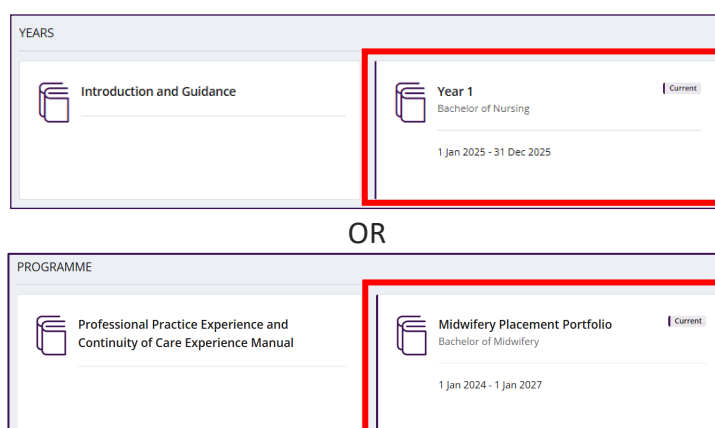 YEARS
Introduction and Guidance
Year 1
Current
Bachelor of Nursing
1 Jan 2025 - 31 Dec 2025
OR
PROGRAMME
Professional Practice Experience and
Continuity of Care Experience Manual
Midwifery Placement Portfolio
Current
Bachelor of Midwifery
1 Jan 2024 - 1 Jan 2027